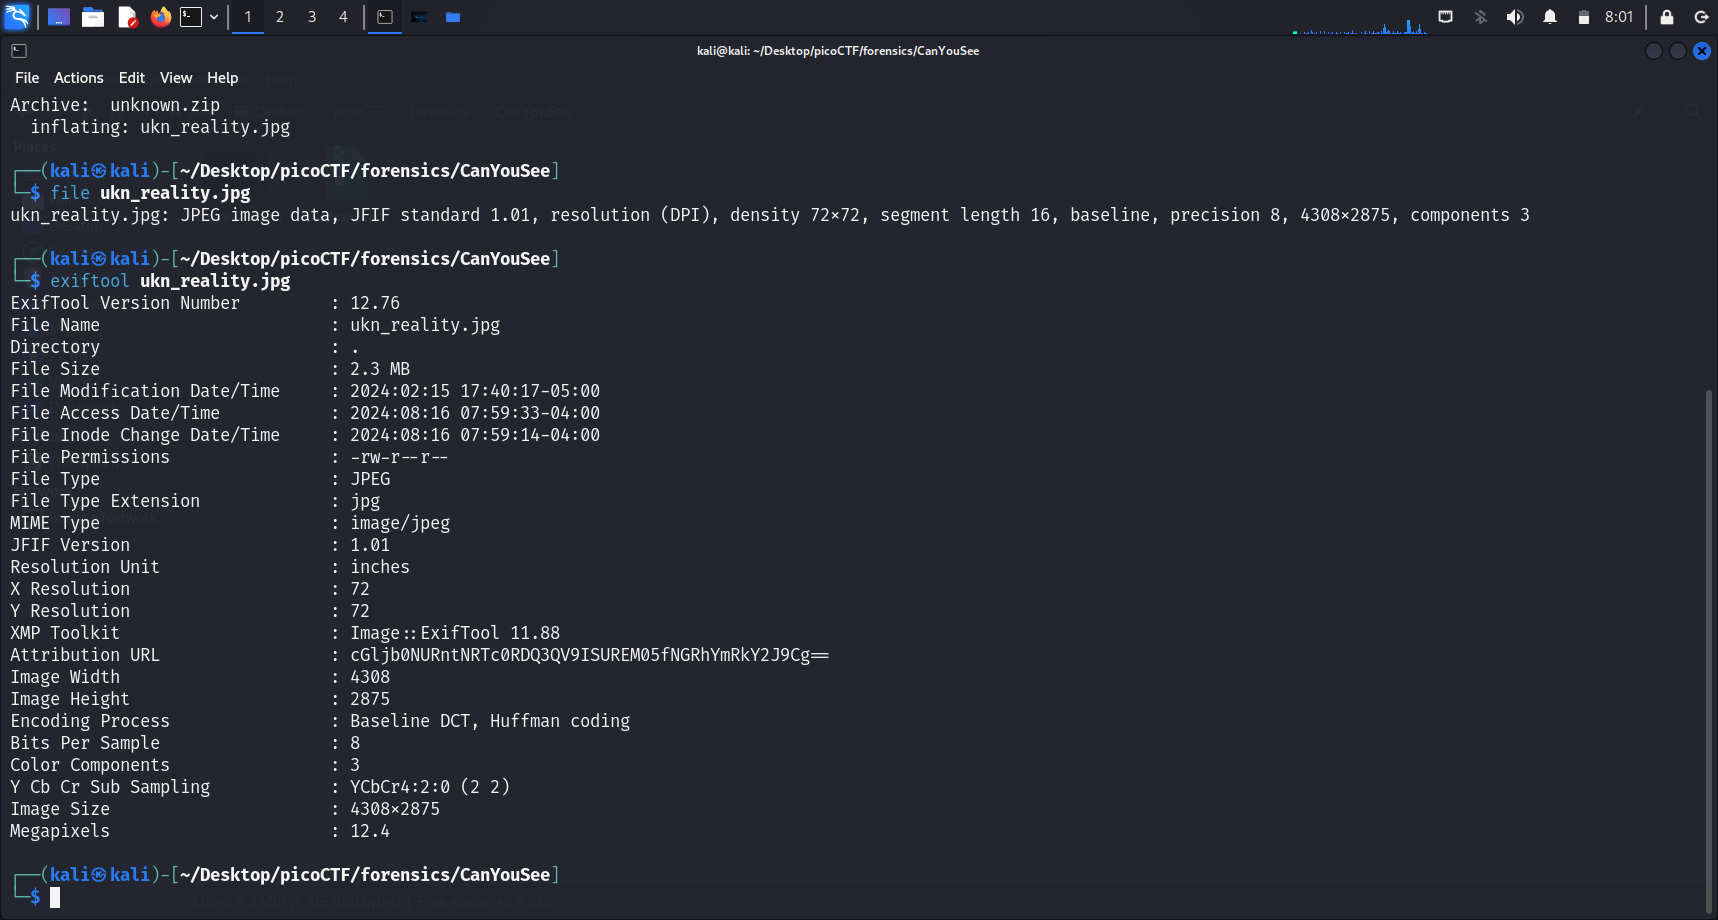 1 2 3 4 8:01
kali@kali: ~/Desktop/picoCTF/forensics/CanYouSee
File Actions Edit View Help
Archive:  unknown.zip
  inflating: ukn_reality.jpg
┌──(kali㉿kali)-[~/Desktop/picoCTF/forensics/CanYouSee]
└─$ file ukn_reality.jpg
ukn_reality.jpg: JPEG image data, JFIF standard 1.01, resolution (DPI), density 72×72, segment length 16, baseline, precision 8, 4308×2875, components 3
┌──(kali㉿kali)-[~/Desktop/picoCTF/forensics/CanYouSee]
└─$ exiftool ukn_reality.jpg
ExifTool Version Number         : 12.76
File Name                       : ukn_reality.jpg
Directory                       : .
File Size                       : 2.3 MB
File Modification Date/Time     : 2024:02:15 17:40:17-05:00
File Access Date/Time           : 2024:08:16 07:59:33-04:00
File Inode Change Date/Time     : 2024:08:16 07:59:14-04:00
File Permissions                : -rw-r--r--
File Type                       : JPEG
File Type Extension             : jpg
MIME Type                       : image/jpeg
JFIF Version                    : 1.01
Resolution Unit                 : inches
X Resolution                    : 72
Y Resolution                    : 72
XMP Toolkit                     : Image::ExifTool 11.88
Attribution URL                 : cGljb0NURntNRTc0RDQ3QV9ISUREM05fNGRhYmRkY2J9Cg==
Image Width                     : 4308
Image Height                    : 2875
Encoding Process                : Baseline DCT, Huffman coding
Bits Per Sample                 : 8
Color Components                : 3
Y Cb Cr Sub Sampling            : YCbCr4:2:0 (2 2)
Image Size                      : 4308×2875
Megapixels                      : 12.4
┌──(kali㉿kali)-[~/Desktop/picoCTF/forensics/CanYouSee]
└─$